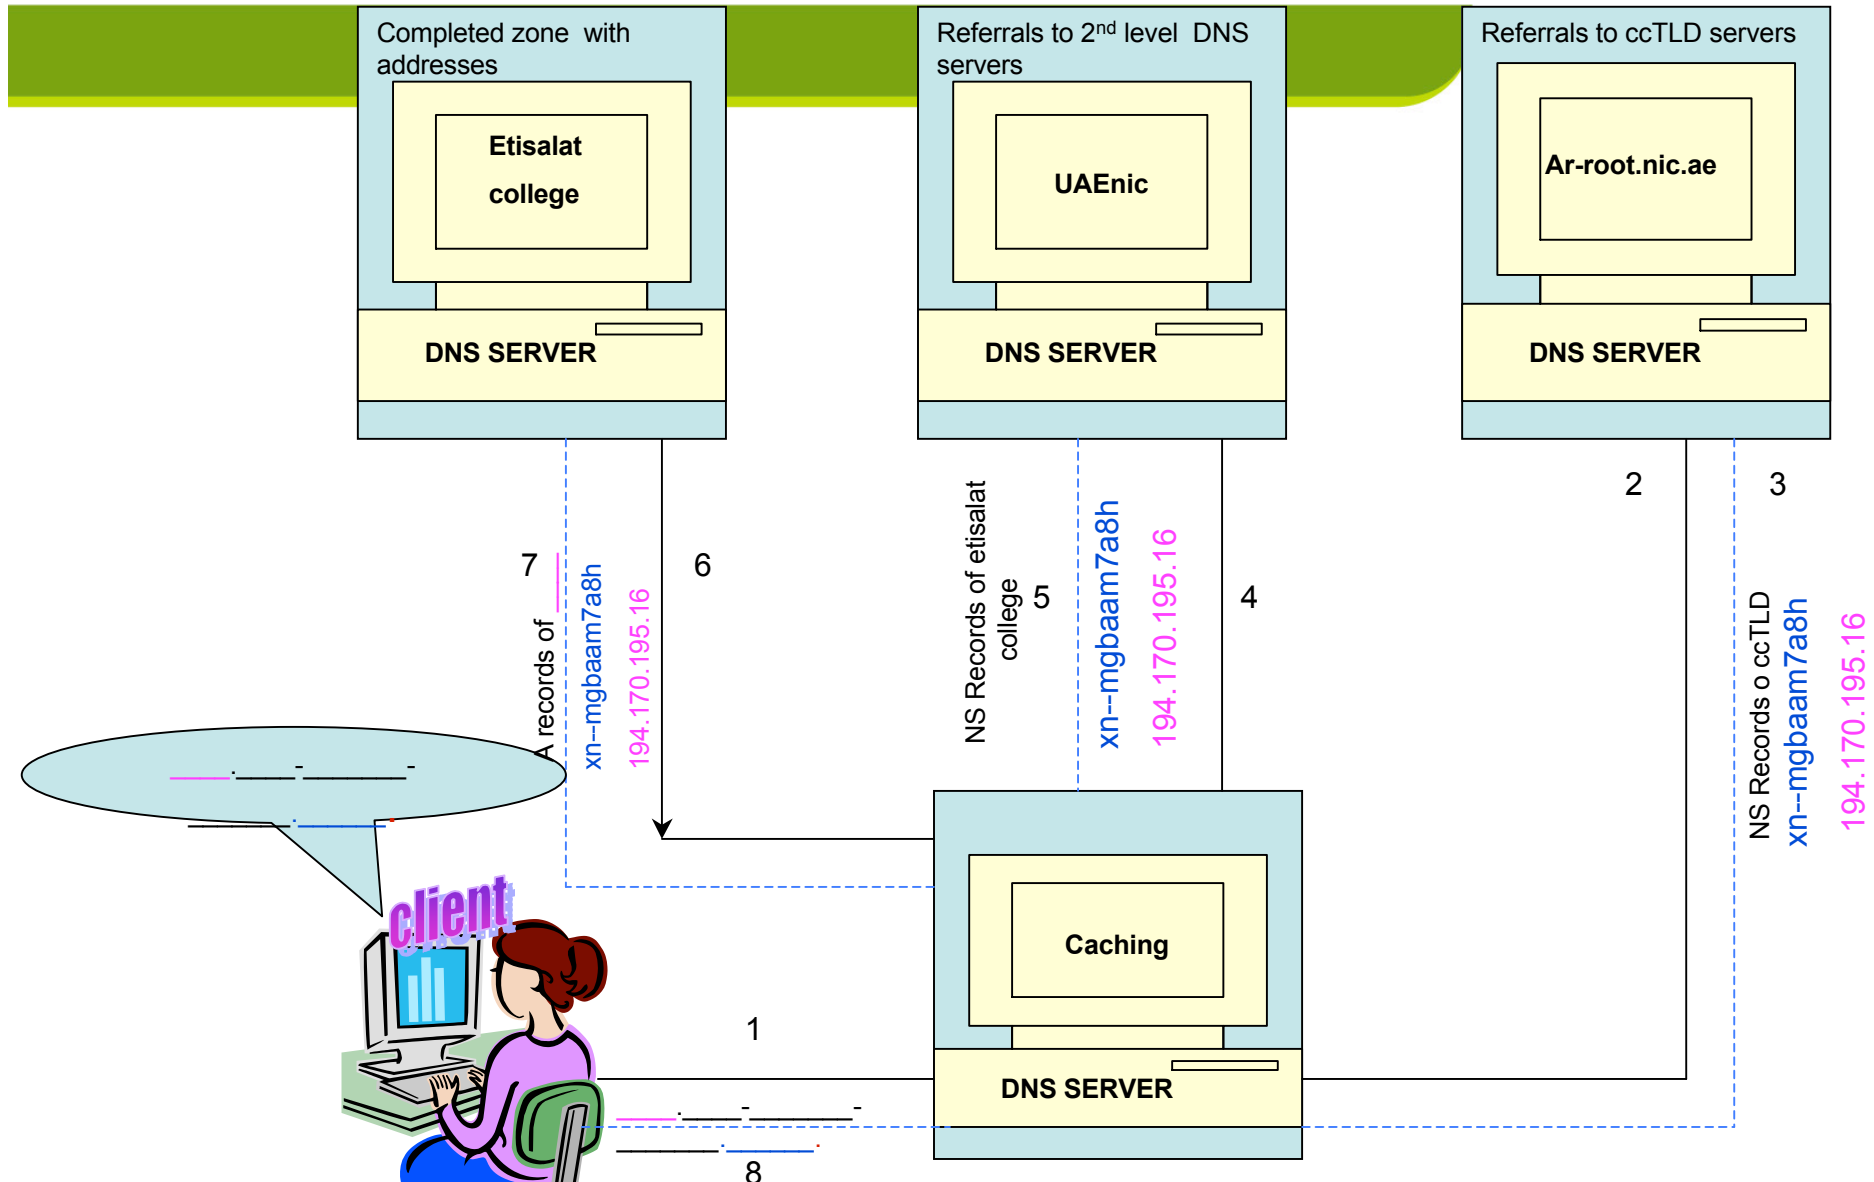 Completed zone with
addresses
Etisalat
college
DNS SERVER
Referrals to 2nd level DNS
servers
UAEnic
DNS SERVER
Referrals to ccTLD servers
Ar-root.nic.ae
DNS SERVER
7
A records of
xn--mgbaam7a8h
194.170.195.16
6
NS Records of etisalat
college
5
xn--mgbaam7a8h
194.170.195.16
4
2
3
NS Records o ccTLD
xn--mgbaam7a8h
194.170.195.16
client
1
Caching
DNS SERVER
8